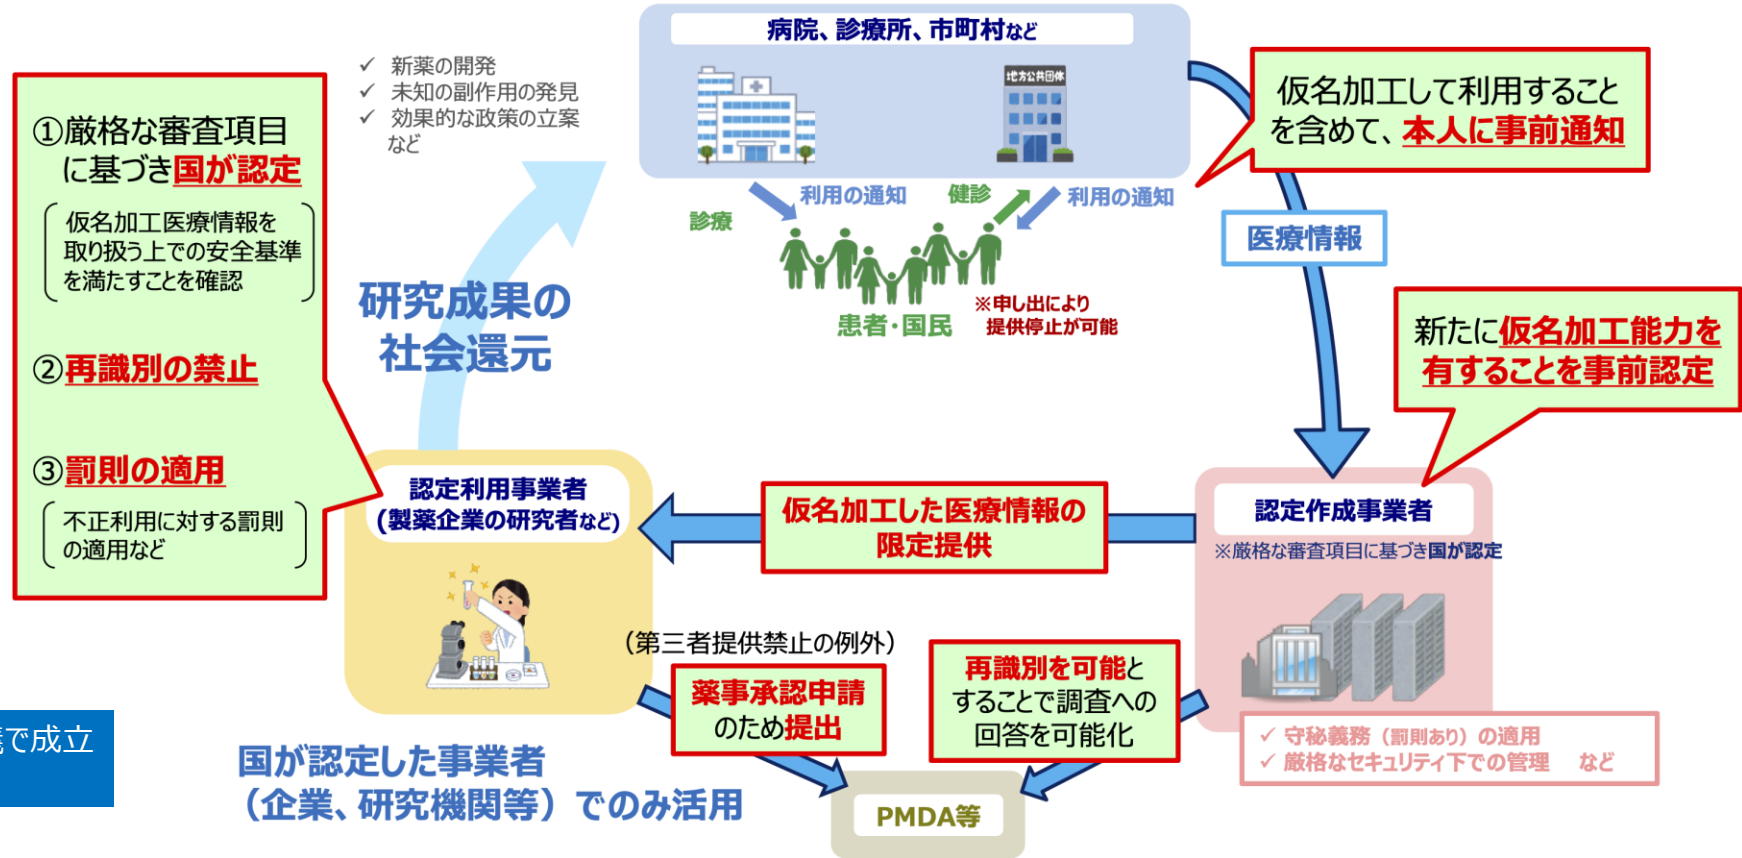 病院、診療所、市町村など
地方公共団体
✓ 新薬の開発
✓ 未知の副作用の発見
✓ 効果的な政策の立案
など
①厳格な審査項目
に基づき国が認定
仮名加工医療情報を
取り扱う上での安全基準
を満たすことを確認
②再識別の禁止
③罰則の適用
不正利用に対する罰則
の適用など
仮名加工して利用すること
を含めて、本人に事前通知
利用の通知
健診
利用の通知
診療
医療情報
患者・国民
※申し出により
提供停止が可能
研究成果の
社会還元
新たに仮名加工能力を
有することを事前認定
認定利用事業者
(製薬企業の研究者など)
仮名加工した医療情報の
限定提供
認定作成事業者
※厳格な審査項目に基づき国が認定
(第三者提供禁止の例外)
薬事承認申請
のため提出
再識別を可能と
することで調査への
回答を可能化
✓ 守秘義務(罰則あり)の適用
✓ 厳格なセキュリティ下での管理 など
で成立
国が認定した事業者
(企業、研究機関等)でのみ活用
PMDA等